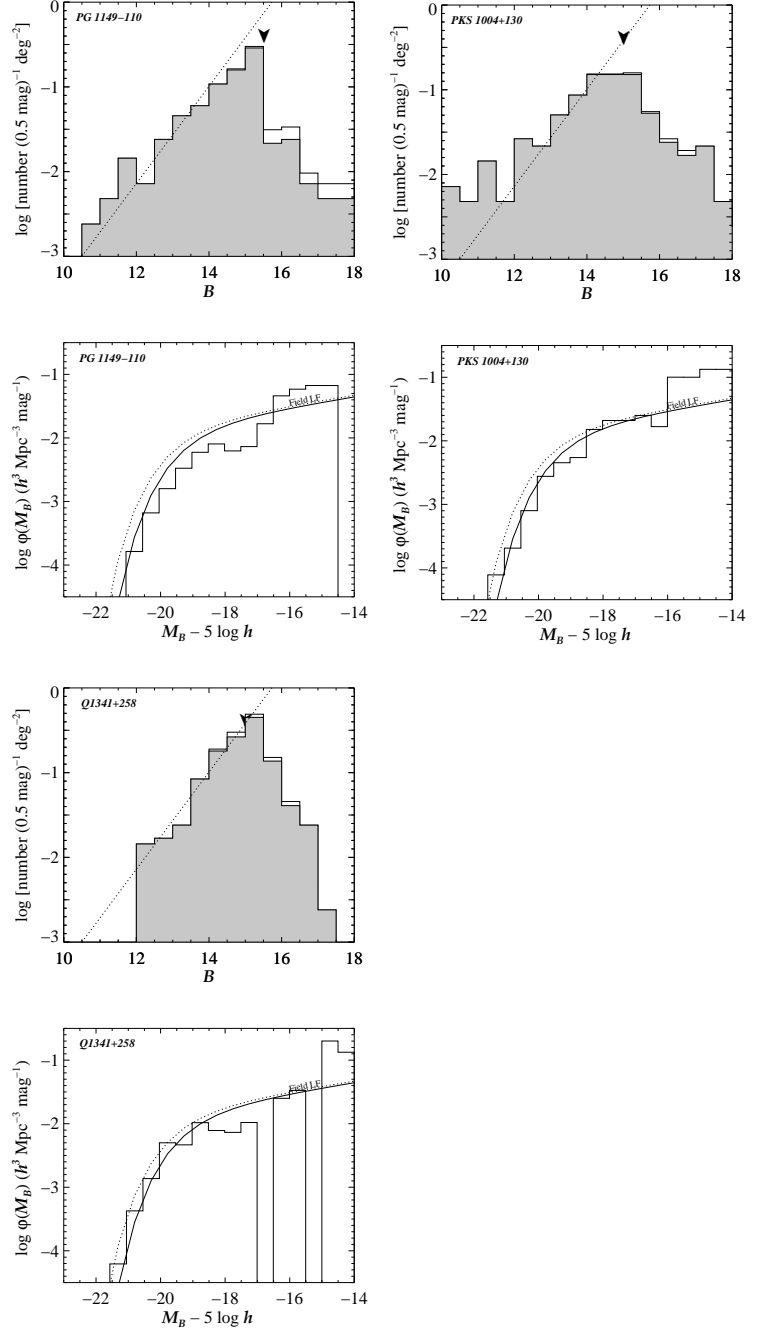 PG 1149−110
0
−1
−2
−3
log [number (0.5 mag)⁻¹ deg⁻²]
10 12 14 16 18
B
PKS 1004+130
0
−1
−2
−3
log [number (0.5 mag)⁻¹ deg⁻²]
10 12 14 16 18
B
PG 1149−110
Field LF
−1
−2
−3
−4
log φ(M_B) (h³ Mpc⁻³ mag⁻¹)
−22 −20 −18 −16 −14
M_B − 5 log h
PKS 1004+130
Field LF
−1
−2
−3
−4
log φ(M_B) (h³ Mpc⁻³ mag⁻¹)
−22 −20 −18 −16 −14
M_B − 5 log h
Q1341+258
0
−1
−2
−3
log [number (0.5 mag)⁻¹ deg⁻²]
10 12 14 16 18
B
Q1341+258
Field LF
−1
−2
−3
−4
log φ(M_B) (h³ Mpc⁻³ mag⁻¹)
−22 −20 −18 −16 −14
M_B − 5 log h